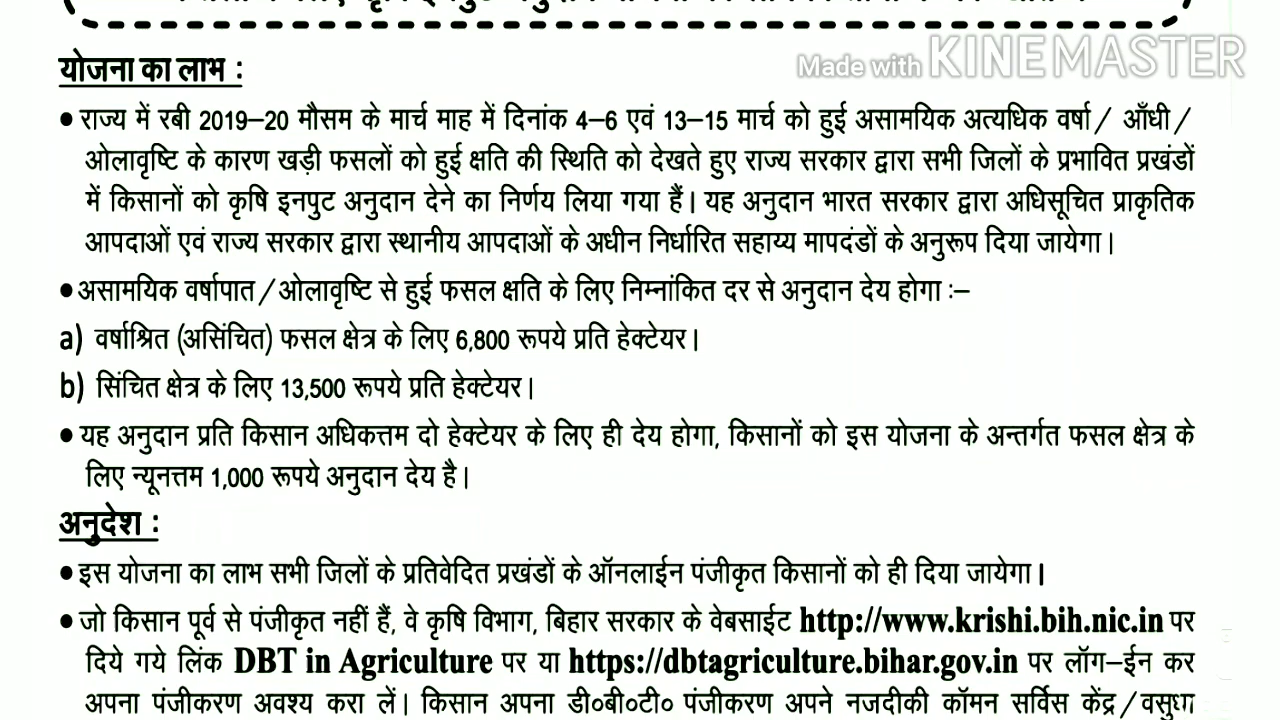 Made with KINEMASTER
योजना का लाभ :
• राज्य में रबी 2019–20 मौसम के मार्च माह में दिनांक 4–6 एवं 13–15 मार्च को हुई असामयिक अत्यधिक वर्षा / आँधी /
ओलावृष्टि के कारण खड़ी फसलों को हुई क्षति की स्थिति को देखते हुए राज्य सरकार द्वारा सभी जिलों के प्रभावित प्रखंडों
में किसानों को कृषि इनपुट अनुदान देने का निर्णय लिया गया हैं। यह अनुदान भारत सरकार द्वारा अधिसूचित प्राकृतिक
आपदाओं एवं राज्य सरकार द्वारा स्थानीय आपदाओं के अधीन निर्धारित सहाय्य मापदंडों के अनुरूप दिया जायेगा।
• असामयिक वर्षापात / ओलावृष्टि से हुई फसल क्षति के लिए निम्नांकित दर से अनुदान देय होगा :–
a) वर्षाश्रित (असिंचित) फसल क्षेत्र के लिए 6,800 रूपये प्रति हेक्टेयर।
b) सिंचित क्षेत्र के लिए 13,500 रूपये प्रति हेक्टेयर।
• यह अनुदान प्रति किसान अधिकत्तम दो हेक्टेयर के लिए ही देय होगा, किसानों को इस योजना के अन्तर्गत फसल क्षेत्र के
लिए न्यूनत्तम 1,000 रूपये अनुदान देय है।
अनुदेश :
• इस योजना का लाभ सभी जिलों के प्रतिवेदित प्रखंडों के ऑनलाईन पंजीकृत किसानों को ही दिया जायेगा।
• जो किसान पूर्व से पंजीकृत नहीं हैं, वे कृषि विभाग, बिहार सरकार के वेबसाईट http://www.krishi.bih.nic.in पर
दिये गये लिंक DBT in Agriculture पर या https://dbtagriculture.bihar.gov.in पर लॉग–ईन कर
अपना पंजीकरण अवश्य करा लें। किसान अपना डी०बी०टी० पंजीकरण अपने नजदीकी कॉमन सर्विस केंद्र / वसुधा